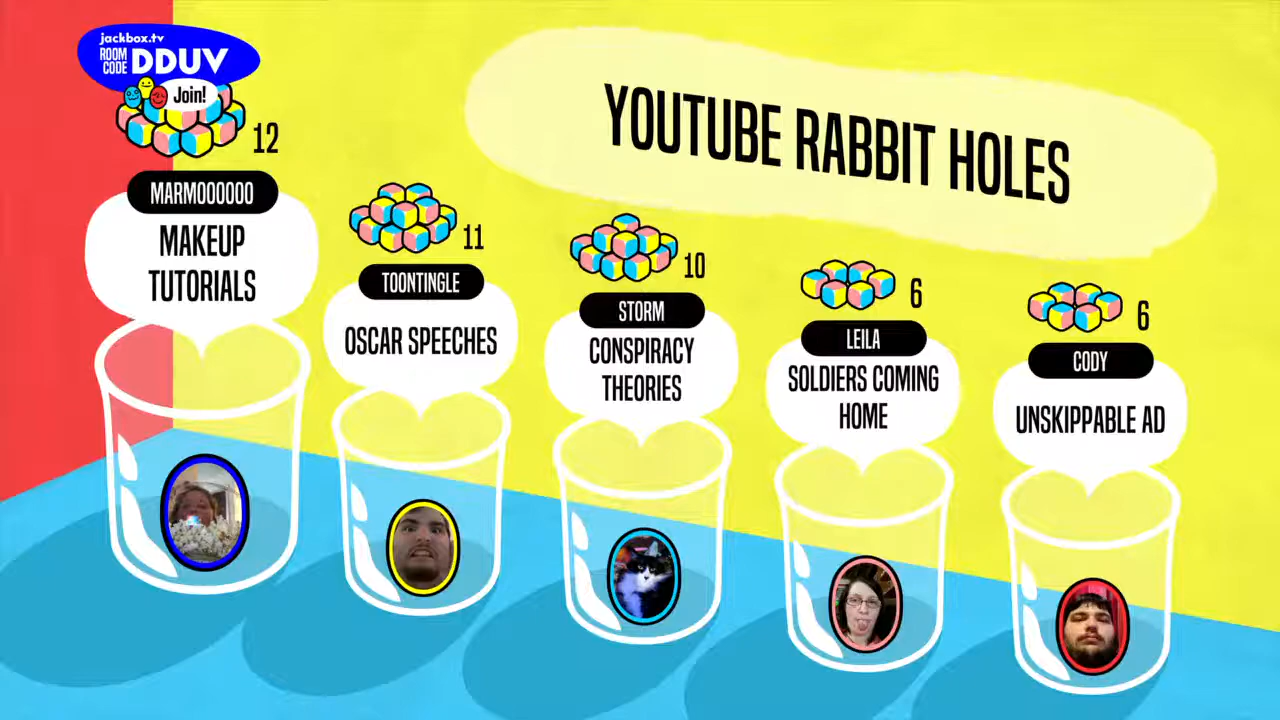 jackbox.tv
ROOM
CODE
DDUV
Join!
YOUTUBE RABBIT HOLES
12
MARMOOOOOO
MAKEUP
TUTORIALS
11
TOONTINGLE
OSCAR SPEECHES
10
STORM
CONSPIRACY
THEORIES
6
LEILA
SOLDIERS COMING
HOME
6
CODY
UNSKIPPABLE AD